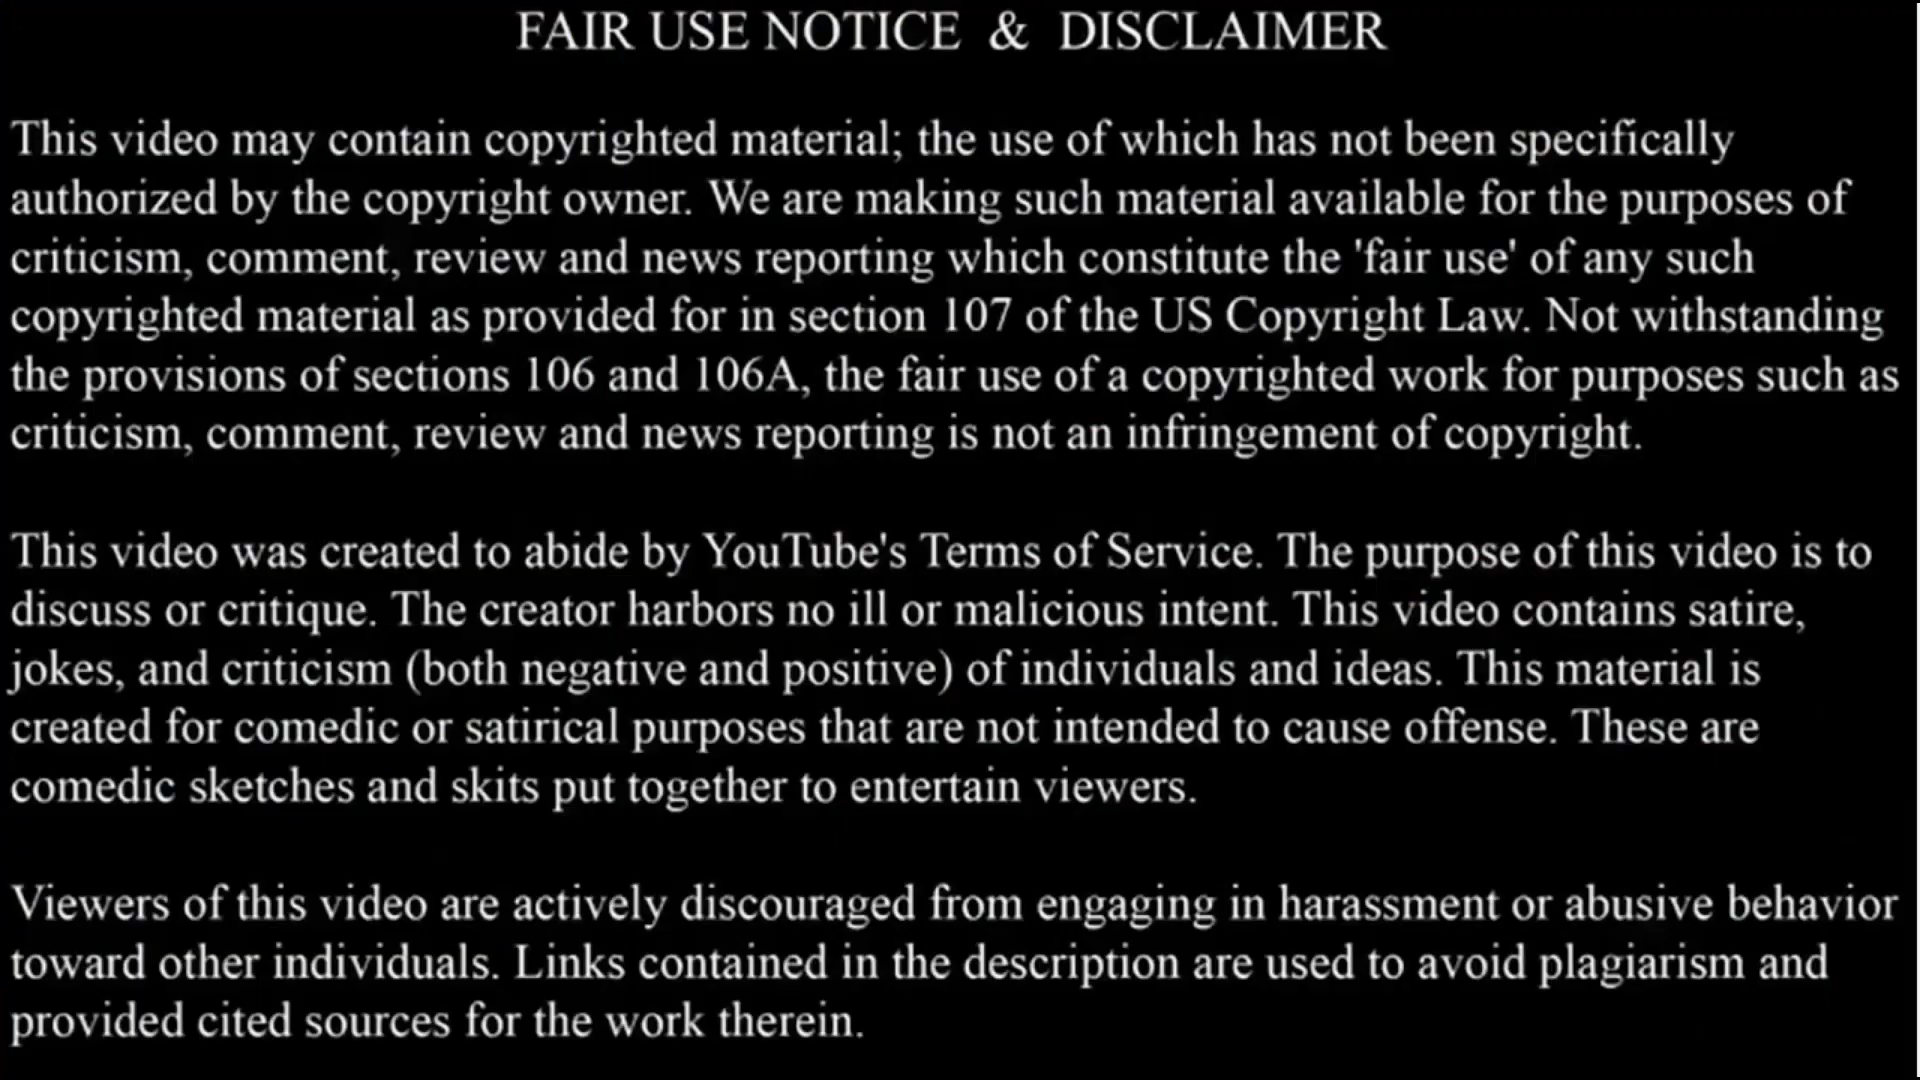 FAIR USE NOTICE & DISCLAIMER
This video may contain copyrighted material; the use of which has not been specifically
authorized by the copyright owner. We are making such material available for the purposes of
criticism, comment, review and news reporting which constitute the 'fair use' of any such
copyrighted material as provided for in section 107 of the US Copyright Law. Not withstanding
the provisions of sections 106 and 106A, the fair use of a copyrighted work for purposes such as
criticism, comment, review and news reporting is not an infringement of copyright.
This video was created to abide by YouTube's Terms of Service. The purpose of this video is to
discuss or critique. The creator harbors no ill or malicious intent. This video contains satire,
jokes, and criticism (both negative and positive) of individuals and ideas. This material is
created for comedic or satirical purposes that are not intended to cause offense. These are
comedic sketches and skits put together to entertain viewers.
Viewers of this video are actively discouraged from engaging in harassment or abusive behavior
toward other individuals. Links contained in the description are used to avoid plagiarism and
provided cited sources for the work therein.